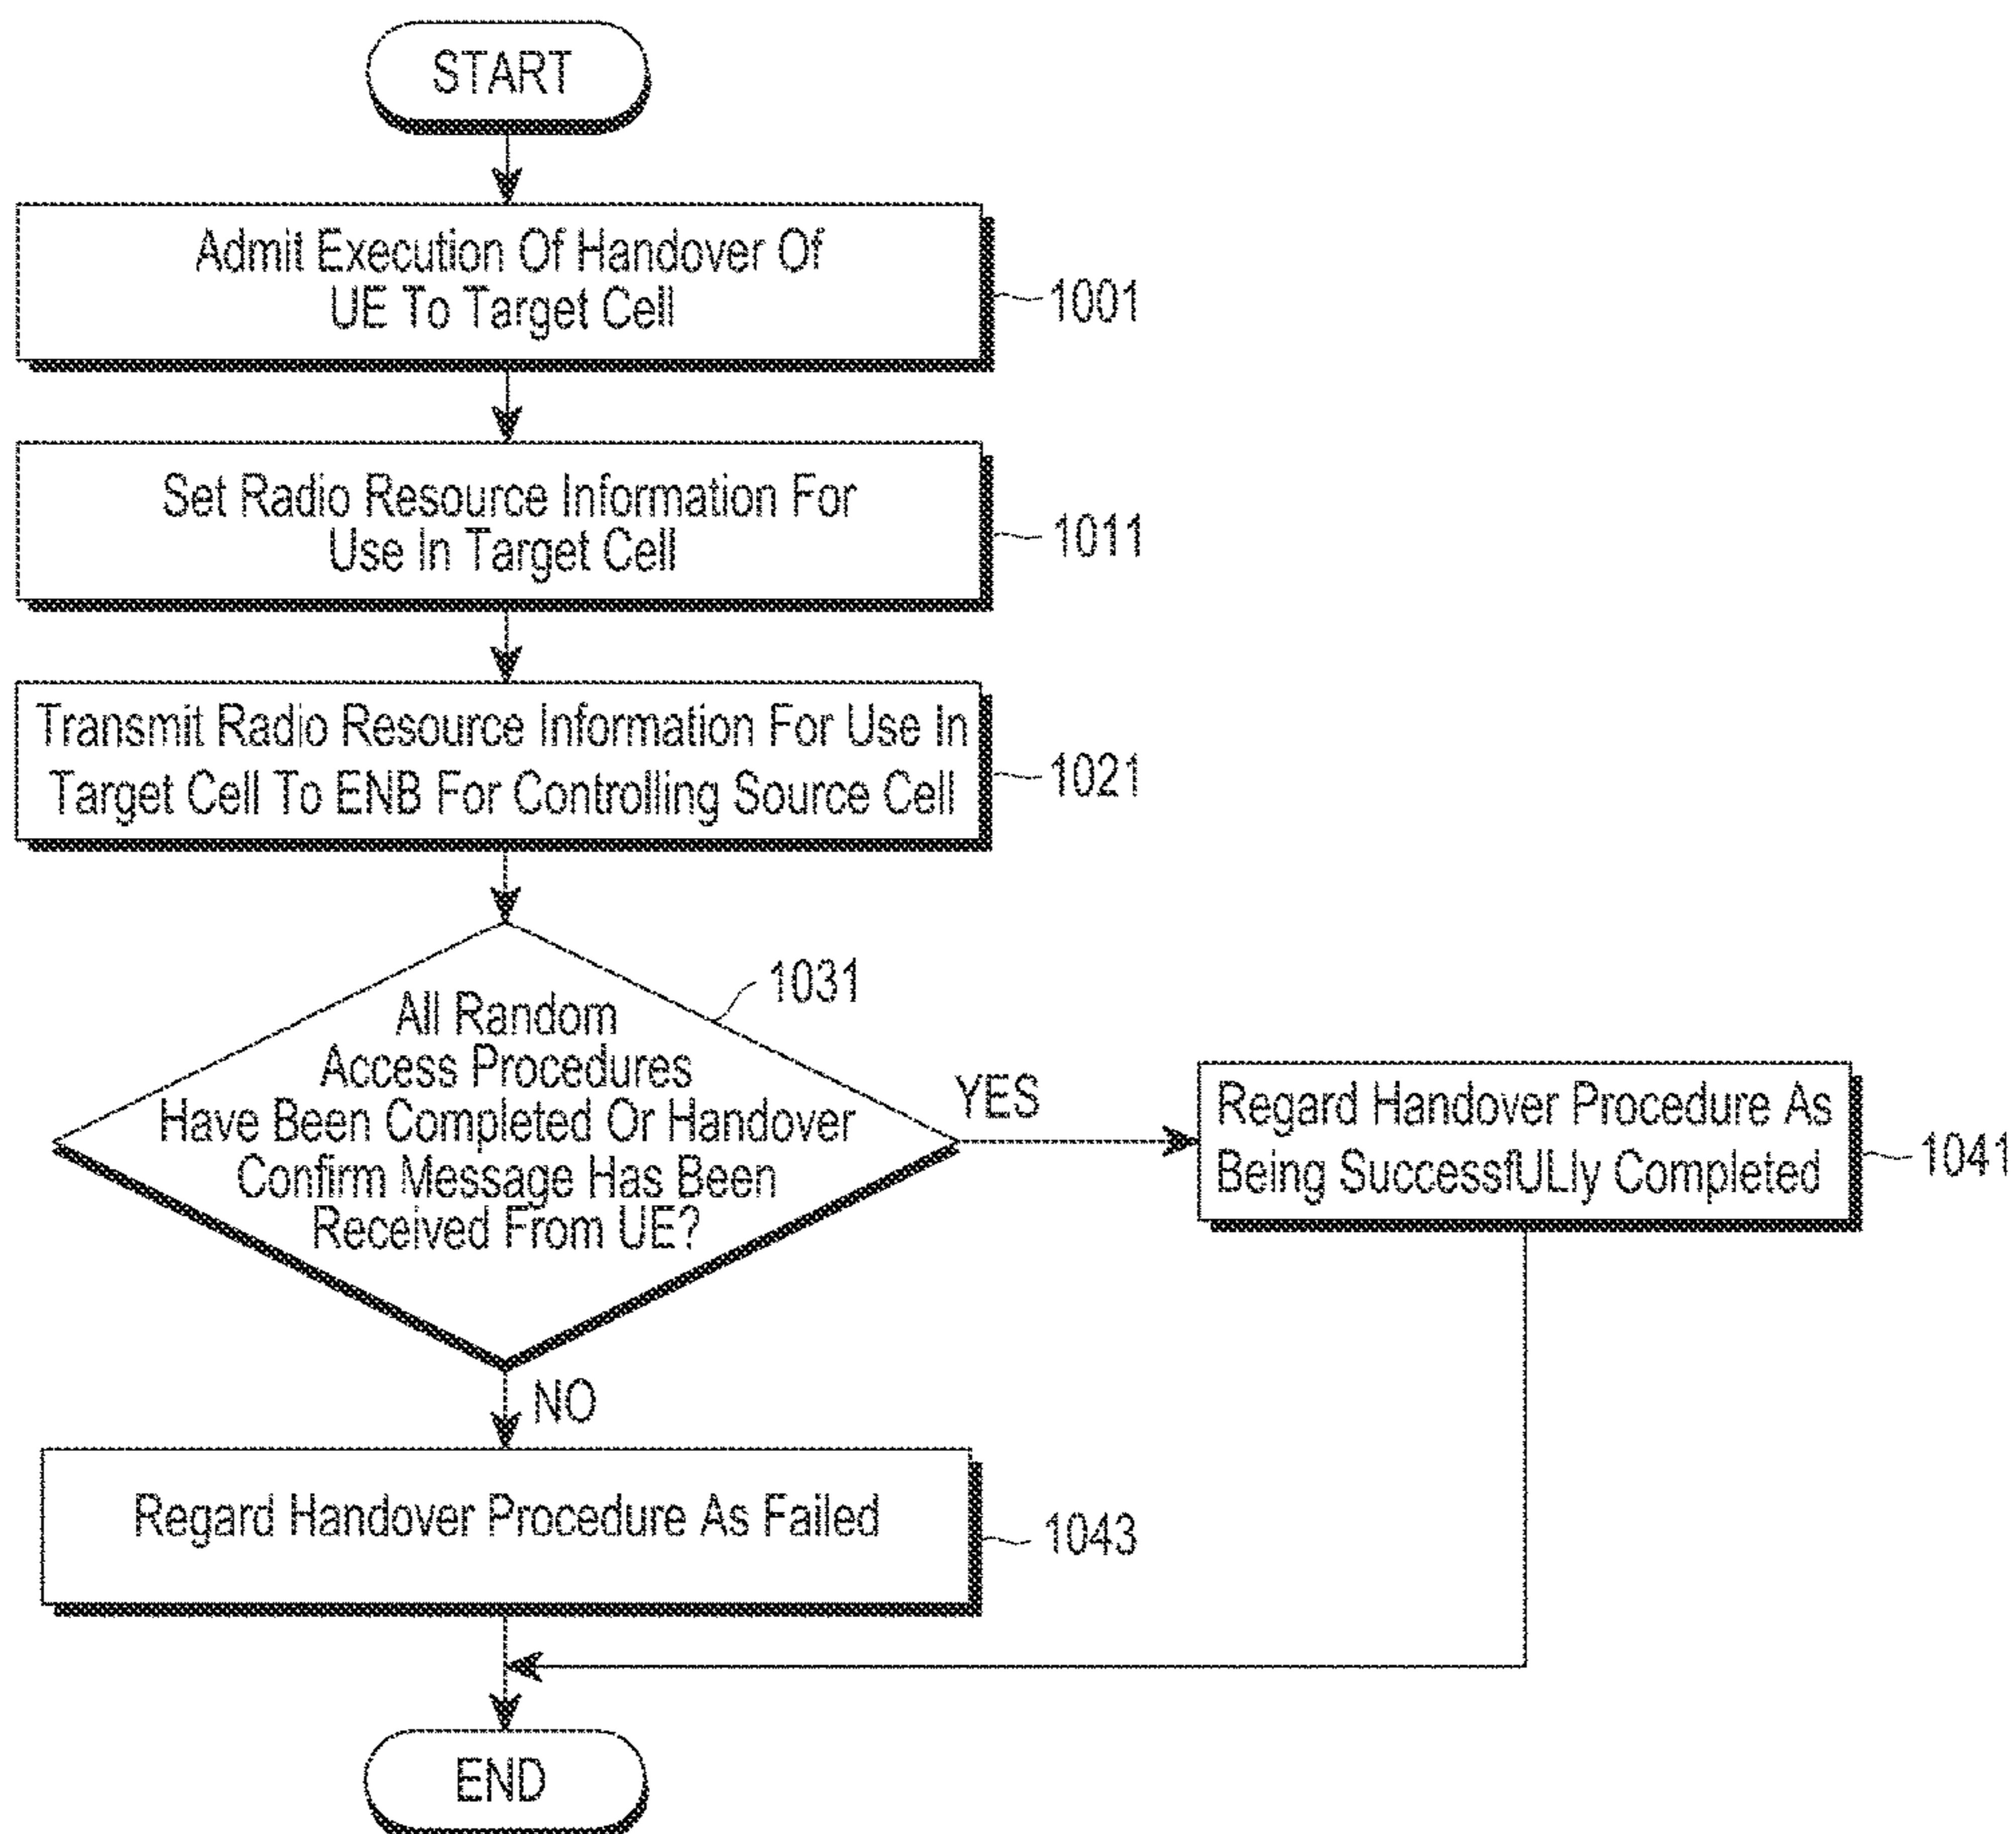 START
Admit Execution Of Handover Of
UE To Target Cell
1001
Set Radio Resource Information For
Use In Target Cell
1011
Transmit Radio Resource Information For Use In
Target Cell To ENB For Controlling Source Cell
1021
1031
All Random
Access Procedures
Have Been Completed Or Handover
Confirm Message Has Been
Received From UE?
YES
Regard Handover Procedure As
Being SuccessfULly Completed
1041
NO
Regard Handover Procedure As Failed
1043
END